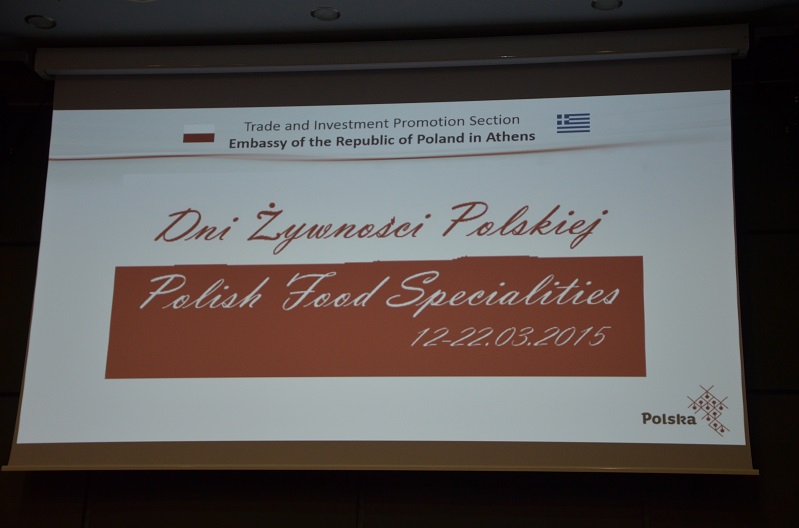 Trade and Investment Promotion Section
Embassy of the Republic of Poland in Athens
Dni Żywności Polskiej
Polish Food Specialities
12-22.03.2015
Polska